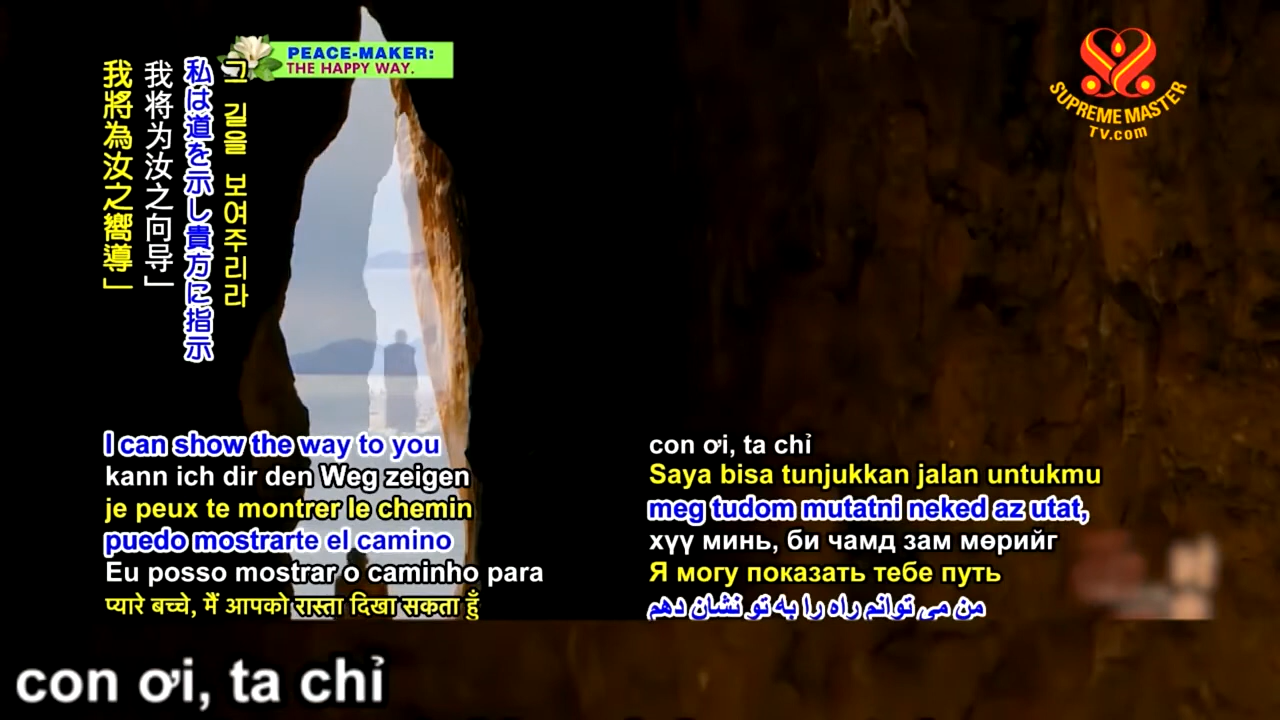 PEACE-MAKER:
THE HAPPY WAY.
SUPREME MASTER
TV.com
그 길을 보여주리라
私は道を示し貴方に指示
我将为汝之向导」
我將為汝之嚮導」
I can show the way to you
kann ich dir den Weg zeigen
je peux te montrer le chemin
puedo mostrarte el camino
Eu posso mostrar o caminho para
प्यारे बच्चे, मैं आपको रास्ता दिखा सकता हूँ
con ơi, ta chỉ
Saya bisa tunjukkan jalan untukmu
meg tudom mutatni neked az utat,
хүү минь, би чамд зам мөрийг
Я могу показать тебе путь
من می توانم راه را به تو نشان دهم
con ơi, ta chỉ